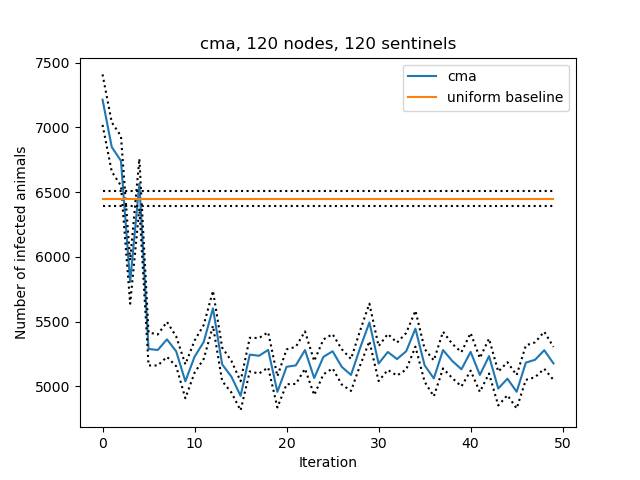 cma, 120 nodes, 120 sentinels
cma
uniform baseline
Number of infected animals
7500
7000
6500
6000
5500
5000
0 10 20 30 40 50
Iteration